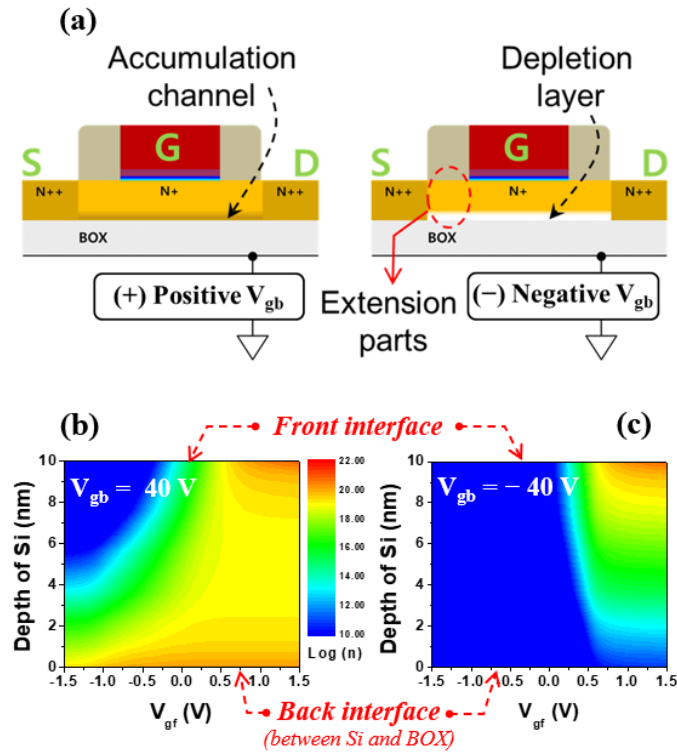 (a)
Accumulation
channel
Depletion
layer
S
G
D
N++
N+
N++
BOX
(+) Positive Vgb
S
G
D
N++
N+
N++
BOX
(−) Negative Vgb
Extension
parts
(b)
Front interface
(c)
Vgb = 40 V
Depth of Si (nm)
10
8
6
4
2
0
-1.5 -1.0 -0.5 0.0 0.5 1.0 1.5
Vgf (V)
22.00
20.00
18.00
16.00
14.00
12.00
10.00
Log (n)
Vgb = − 40 V
Depth of Si (nm)
10
8
6
4
2
0
-1.5 -1.0 -0.5 0.0 0.5 1.0 1.5
Vgf (V)
Back interface
(between Si and BOX)